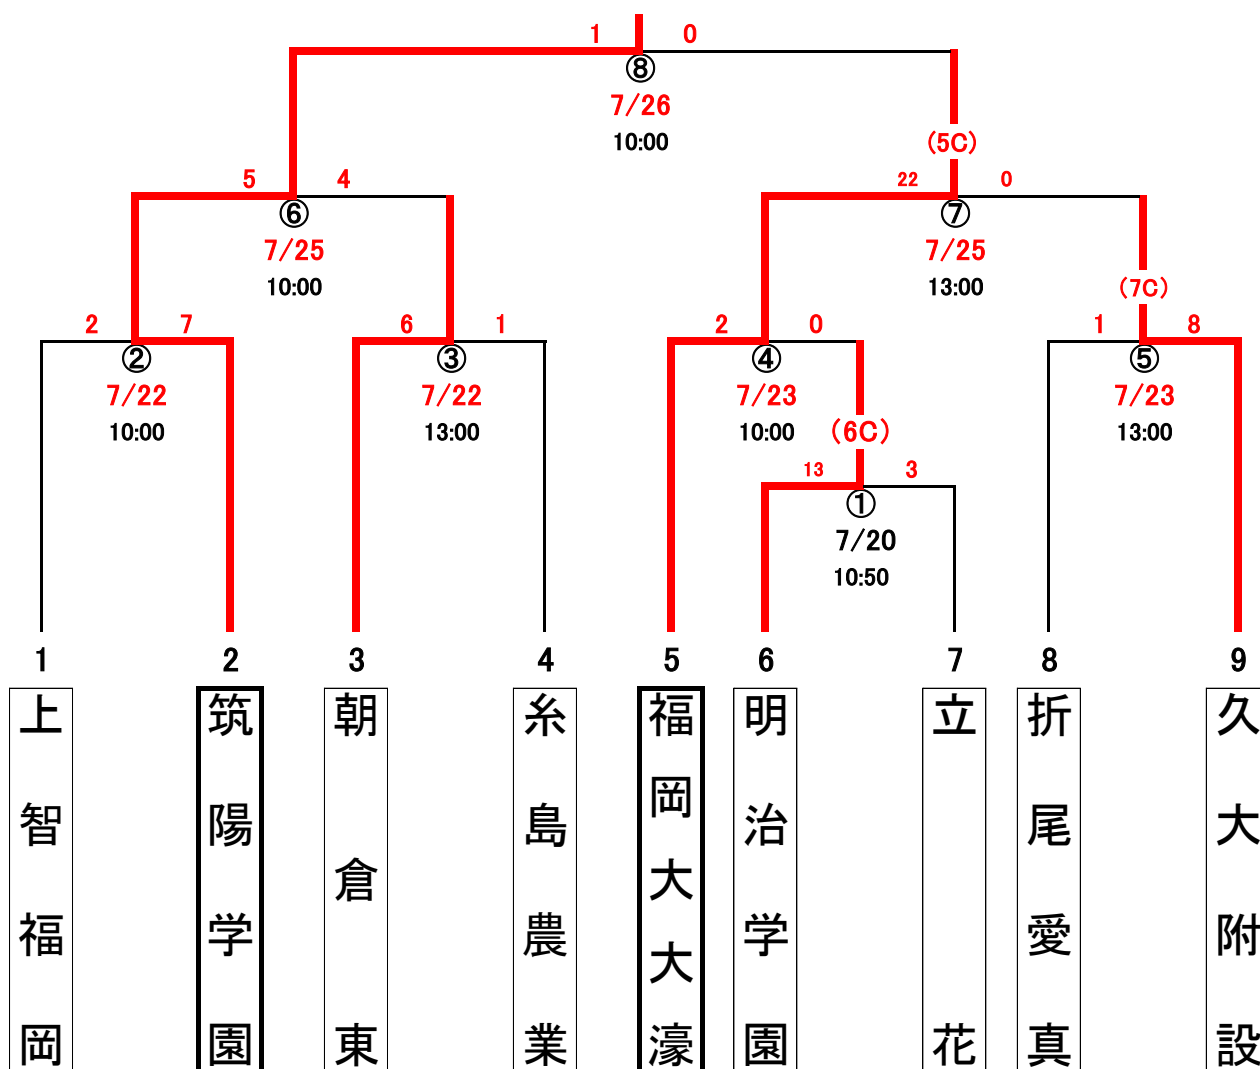 1 0
⑧
7/26
10:00
(5C)
5 4
22 0
⑥
7/25
10:00
⑦
7/25
13:00
(7C)
2 7
6 1
2 0
1 8
②
7/22
10:00
③
7/22
13:00
④
7/23
10:00
⑤
7/23
13:00
(6C)
13 3
①
7/20
10:50
1 2 3 4 5 6 7 8 9
上智福岡
筑陽学園
朝倉東
糸島農業
福岡大大濠
明治学園
立花
折尾愛真
久大附設